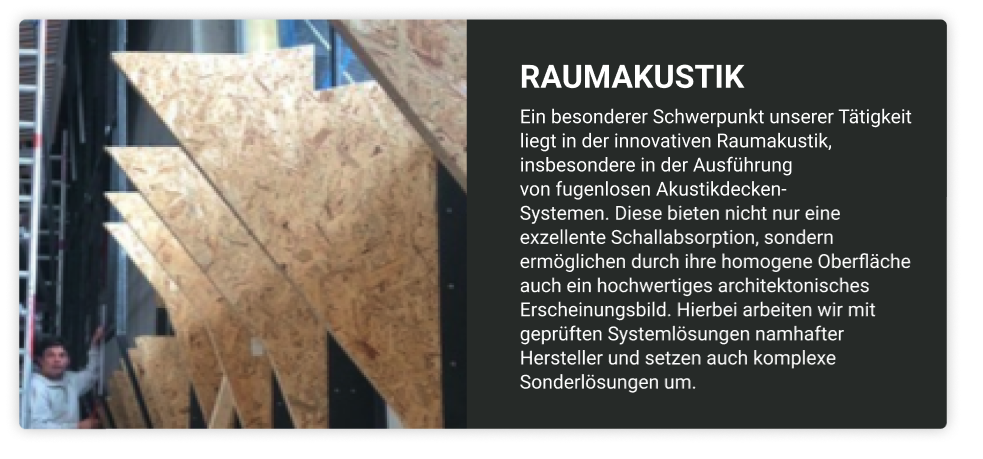 RAUMAKUSTIK
Ein besonderer Schwerpunkt unserer Tätigkeit
liegt in der innovativen Raumakustik,
insbesondere in der Ausführung
von fugenlosen Akustikdecken-
Systemen. Diese bieten nicht nur eine
exzellente Schallabsorption, sondern
ermöglichen durch ihre homogene Oberfläche
auch ein hochwertiges architektonisches
Erscheinungsbild. Hierbei arbeiten wir mit
geprüften Systemlösungen namhafter
Hersteller und setzen auch komplexe
Sonderlösungen um.